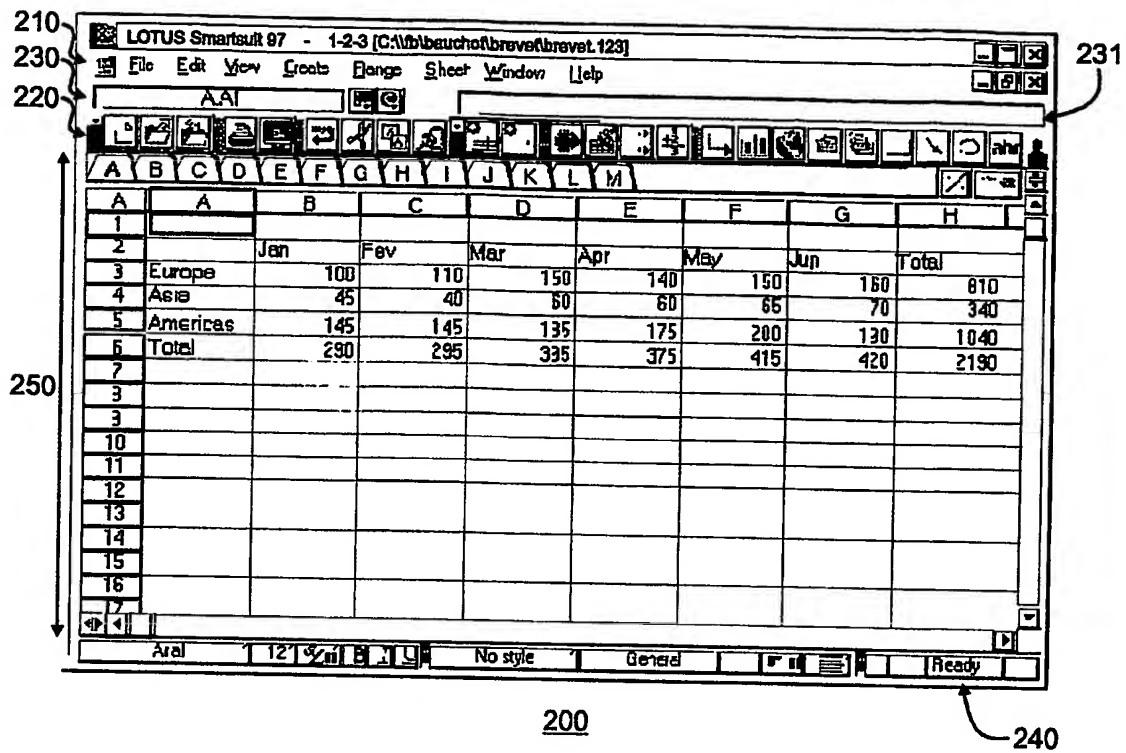 210
LOTUS Smartsuit 97 - 1-2-3 [C:\\fb\bauchof\brevet\brevet.123]
230
File Edit View Create Range Sheet Window Help
231
220
A:A1
abc
A B C D E F G H I J K L M
A A B C D E F G H
1
2 Jan Fev Mar Apr May Jun Total
3 Europe 100 110 150 140 150 160 810
4 Asia 45 40 60 60 65 70 340
5 Americas 145 145 135 175 200 190 1040
6 Total 290 295 335 375 415 420 2190
7
250
10
11
12
13
14
15
16
17
12 B I U No style General Ready
200
240